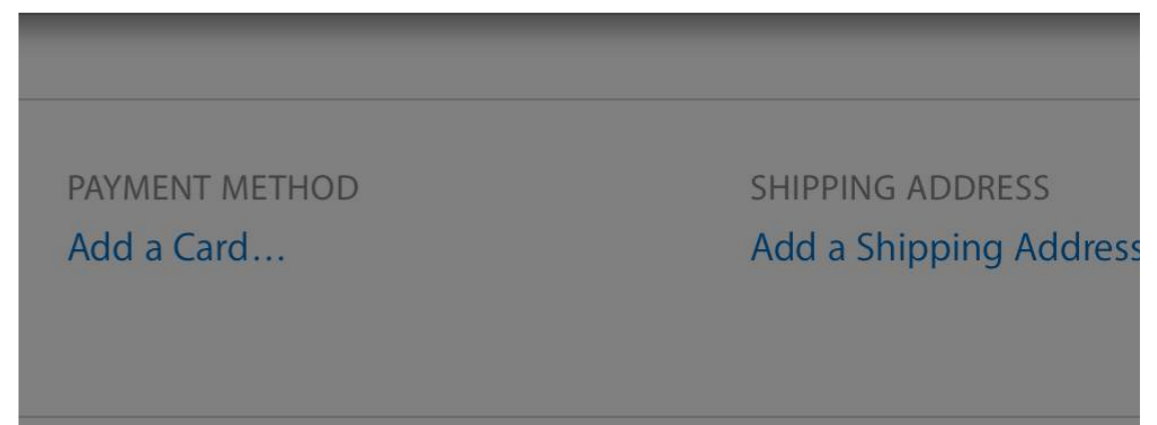 PAYMENT METHOD
Add a Card…
SHIPPING ADDRESS
Add a Shipping Address